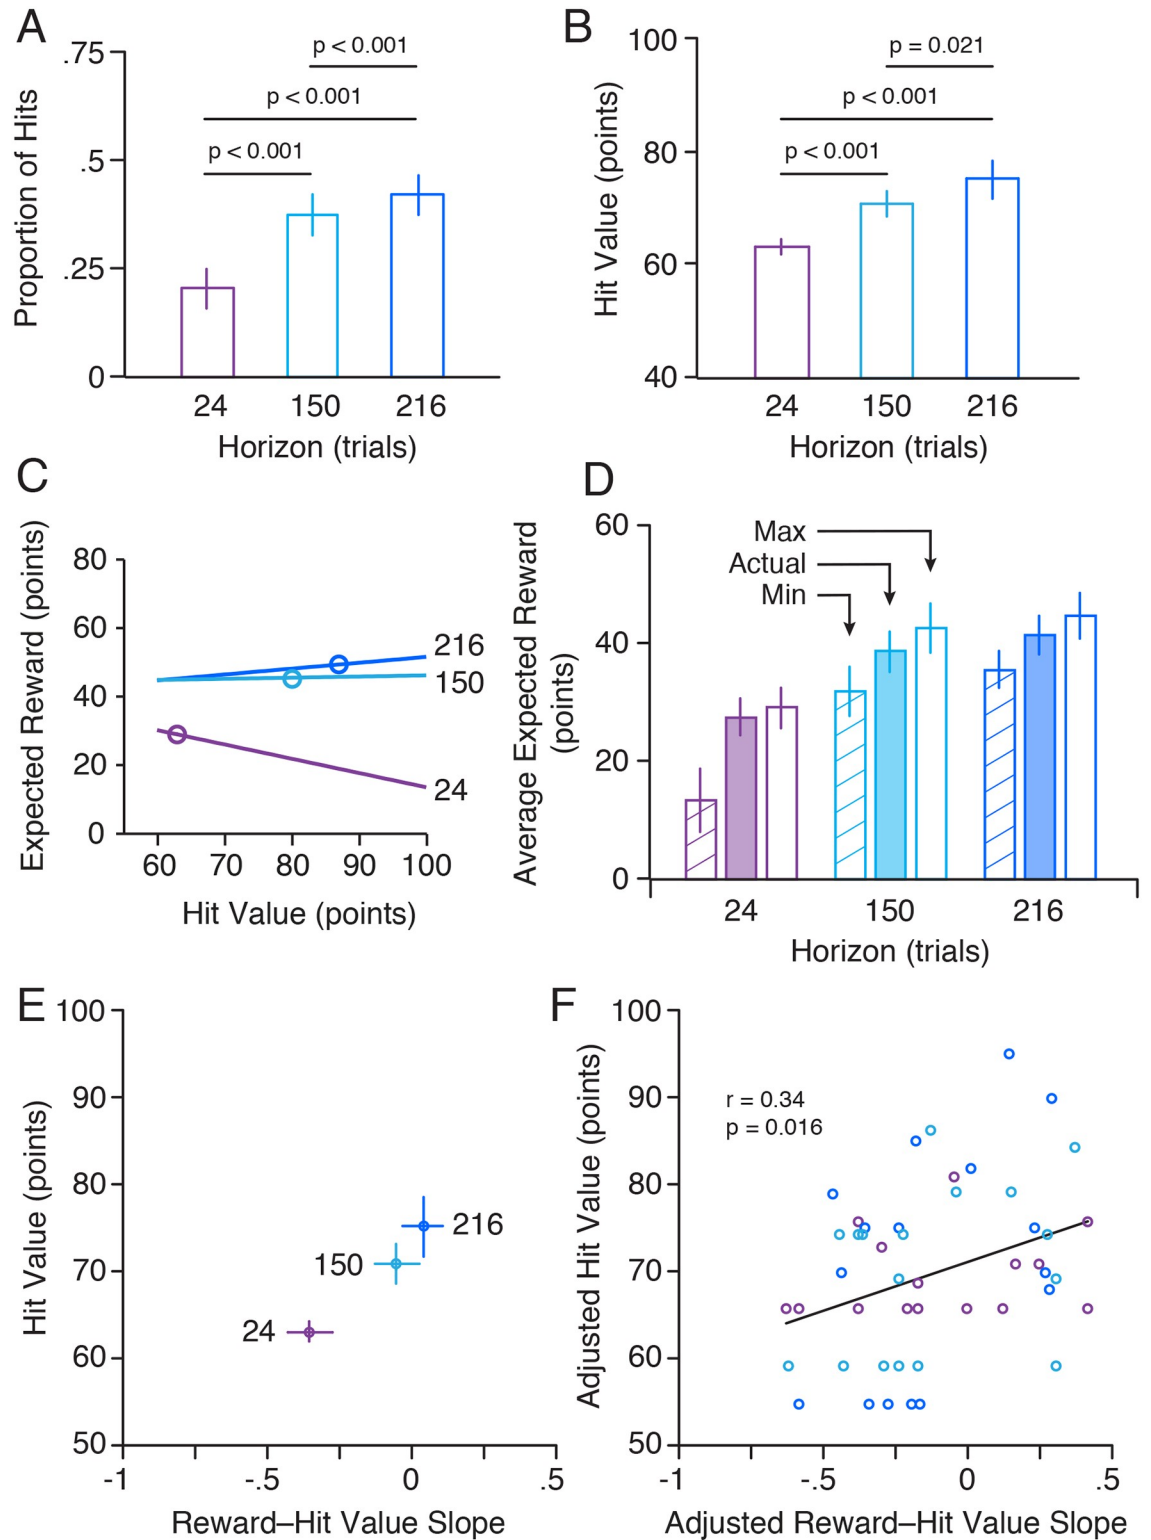 A
.75
.5
.25
0
Proportion of Hits
p < 0.001
p < 0.001
p < 0.001
24 150 216
Horizon (trials)
B
100
80
60
40
Hit Value (points)
p = 0.021
p < 0.001
p < 0.001
24 150 216
Horizon (trials)
C
80
60
40
20
0
Expected Reward (points)
216
150
24
60 70 80 90 100
Hit Value (points)
D
60
40
20
0
Average Expected Reward
(points)
Max
Actual
Min
24 150 216
Horizon (trials)
E
100
90
80
70
60
50
Hit Value (points)
216
150
24
-1 -.5 0 .5
Reward–Hit Value Slope
F
100
90
80
70
60
50
Adjusted Hit Value (points)
r = 0.34
p = 0.016
-1 -.5 0 .5
Adjusted Reward–Hit Value Slope